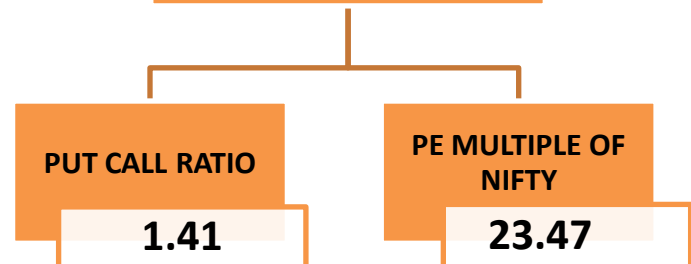 PUT CALL RATIO
1.41
PE MULTIPLE OF
NIFTY
23.47